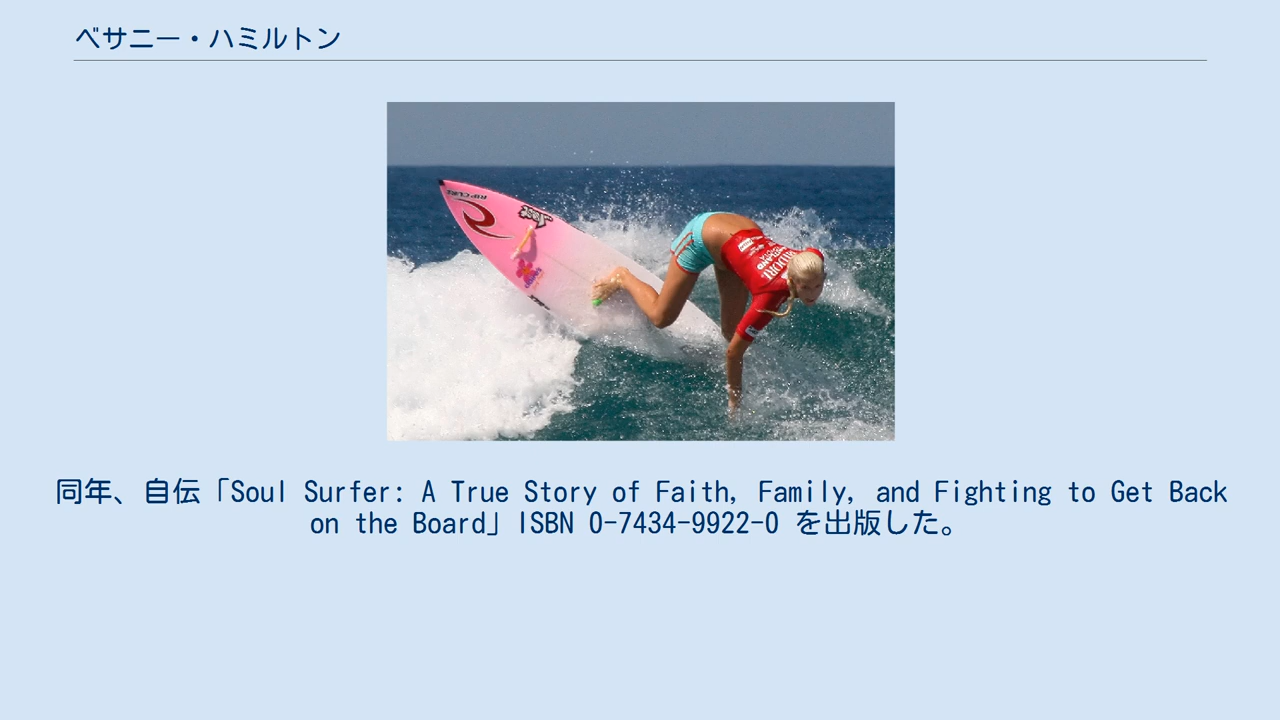 ベサニー・ハミルトン
RIPCURL
同年、自伝「Soul Surfer: A True Story of Faith, Family, and Fighting to Get Back
on the Board」ISBN 0-7434-9922-0 を出版した。